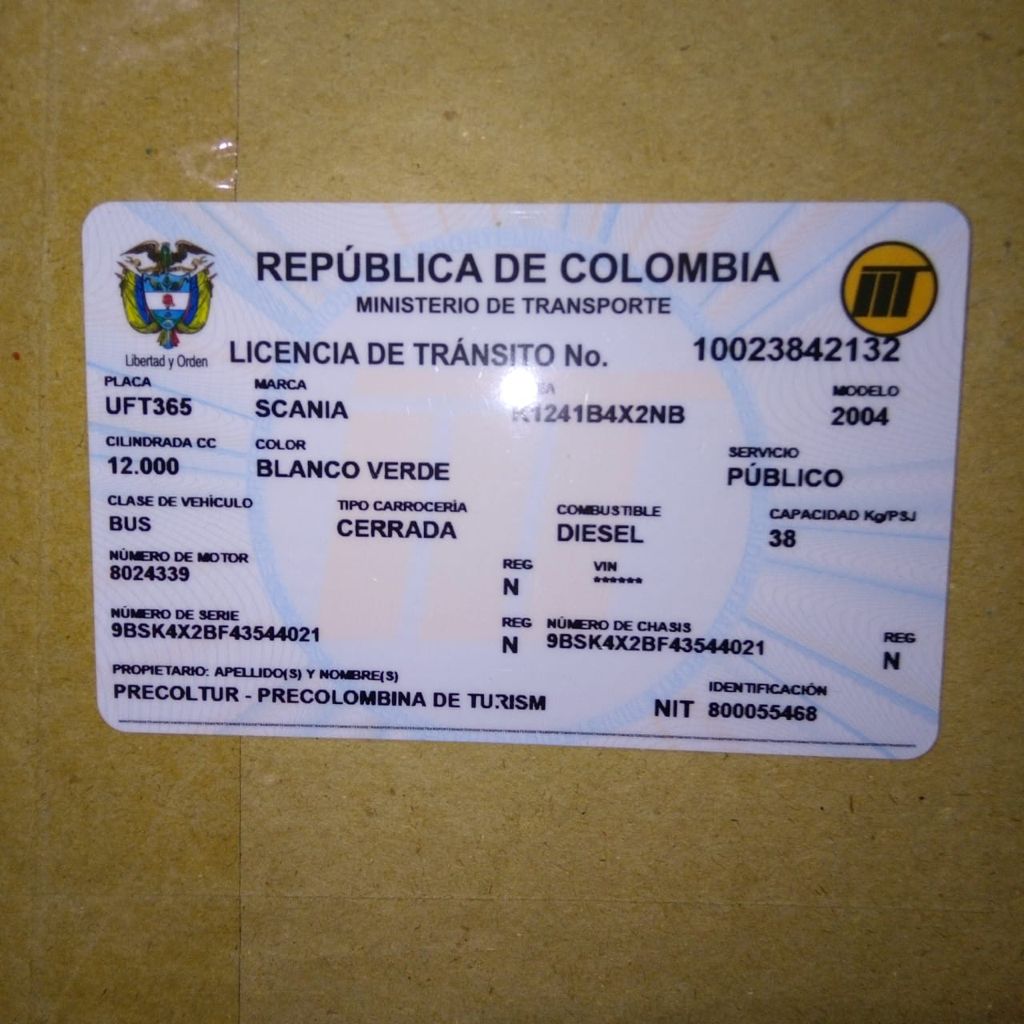 REPÚBLICA DE COLOMBIA
MINISTERIO DE TRANSPORTE
Libertad y Orden
LICENCIA DE TRÁNSITO No. 10023842132
PLACA MARCA MODELO
UFT365 SCANIA K1241B4X2NB 2004
CILINDRADA CC COLOR SERVICIO
12.000 BLANCO VERDE PÚBLICO
CLASE DE VEHÍCULO TIPO CARROCERÍA COMBUSTIBLE CAPACIDAD Kg/PSJ
BUS CERRADA DIESEL 38
NÚMERO DE MOTOR REG VIN
8024339 N ******
NÚMERO DE SERIE REG NÚMERO DE CHASIS REG
9BSK4X2BF43544021 N 9BSK4X2BF43544021 N
PROPIETARIO: APELLIDO(S) Y NOMBRE(S) IDENTIFICACIÓN
PRECOLTUR - PRECOLOMBINA DE TURISM NIT 800055468